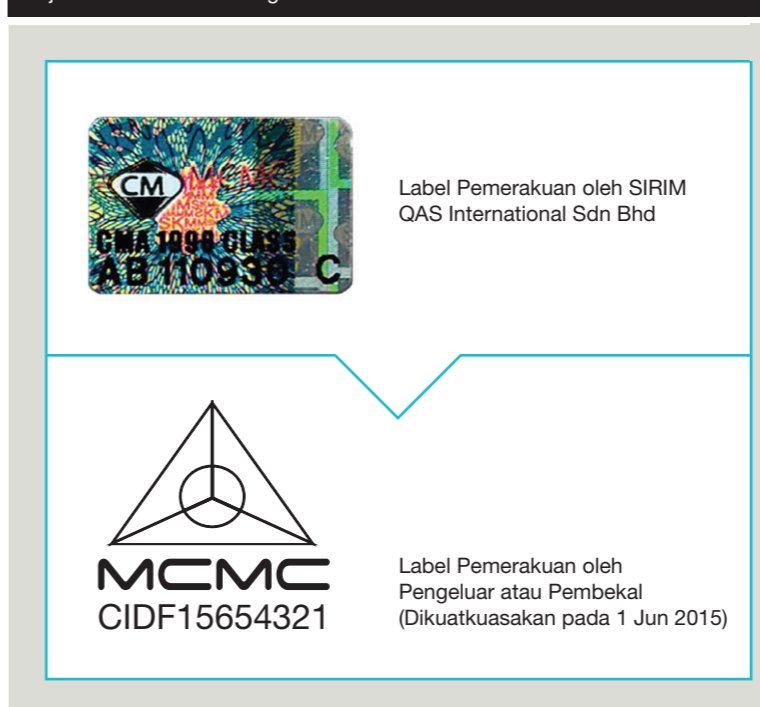 CM
MCMC
CMA 1998 CLASS
AB 110930 C
Label Pemerakuan oleh SIRIM
QAS International Sdn Bhd
MCMC
CIDF15654321
Label Pemerakuan oleh
Pengeluar atau Pembekal
(Dikuatkuasakan pada 1 Jun 2015)